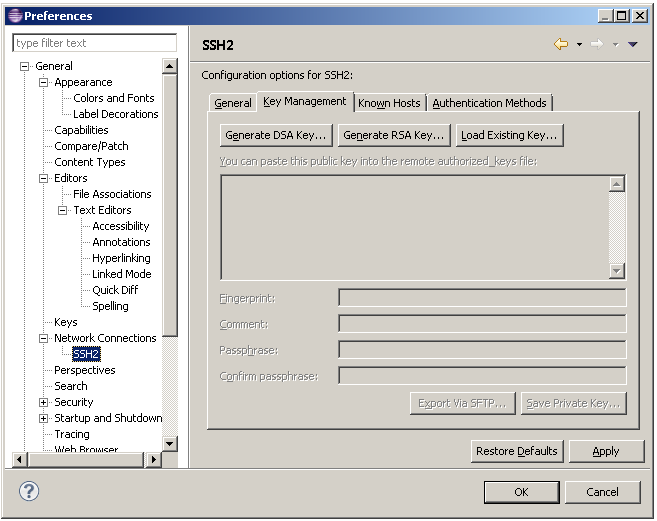 Preferences
type filter text
General
Appearance
Colors and Fonts
Label Decorations
Capabilities
Compare/Patch
Content Types
Editors
File Associations
Text Editors
Accessibility
Annotations
Hyperlinking
Linked Mode
Quick Diff
Spelling
Keys
Network Connections
SSH2
Perspectives
Search
Security
Startup and Shutdown
Tracing
Web Browser
SSH2
Configuration options for SSH2:
General Key Management Known Hosts Authentication Methods
Generate DSA Key... Generate RSA Key... Load Existing Key...
You can paste this public key into the remote authorized_keys file:
Fingerprint:
Comment:
Passphrase:
Confirm passphrase:
Export Via SFTP... Save Private Key...
Restore Defaults Apply
? OK Cancel